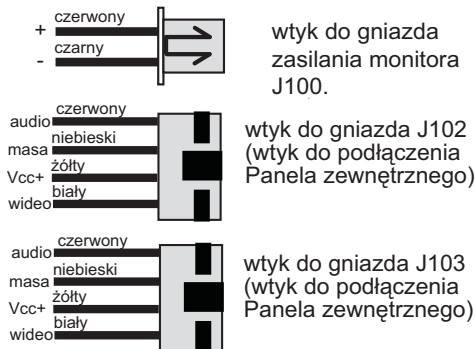 czerwony
+
czarny
-
wtyk do gniazda
zasilania monitora
J100.
czerwony
audio
niebieski
masa
żółty
Vcc+
biały
wideo
wtyk do gniazda J102
(wtyk do podłączenia
Panela zewnętrznego)
czerwony
audio
niebieski
masa
żółty
Vcc+
biały
wideo
wtyk do gniazda J103
(wtyk do podłączenia
Panela zewnętrznego)